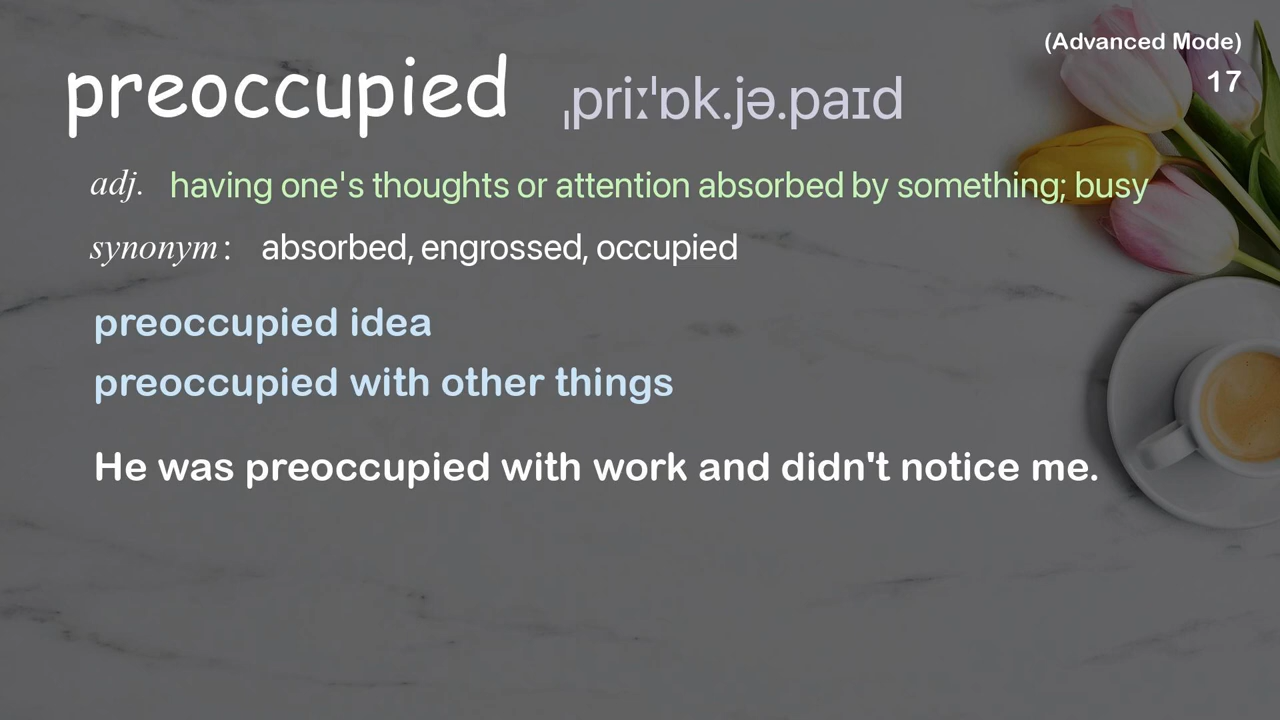 (Advanced Mode)
17
preoccupied ˌpriːˈɒk.jə.paɪd
adj. having one's thoughts or attention absorbed by something; busy
synonym: absorbed, engrossed, occupied
preoccupied idea
preoccupied with other things
He was preoccupied with work and didn't notice me.